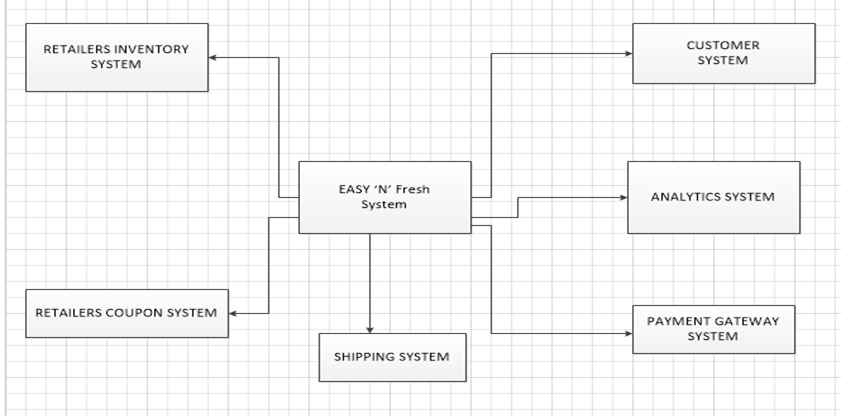 RETAILERS INVENTORY
SYSTEM
CUSTOMER
SYSTEM
EASY ‘N’ Fresh
System
ANALYTICS SYSTEM
RETAILERS COUPON SYSTEM
SHIPPING SYSTEM
PAYMENT GATEWAY
SYSTEM